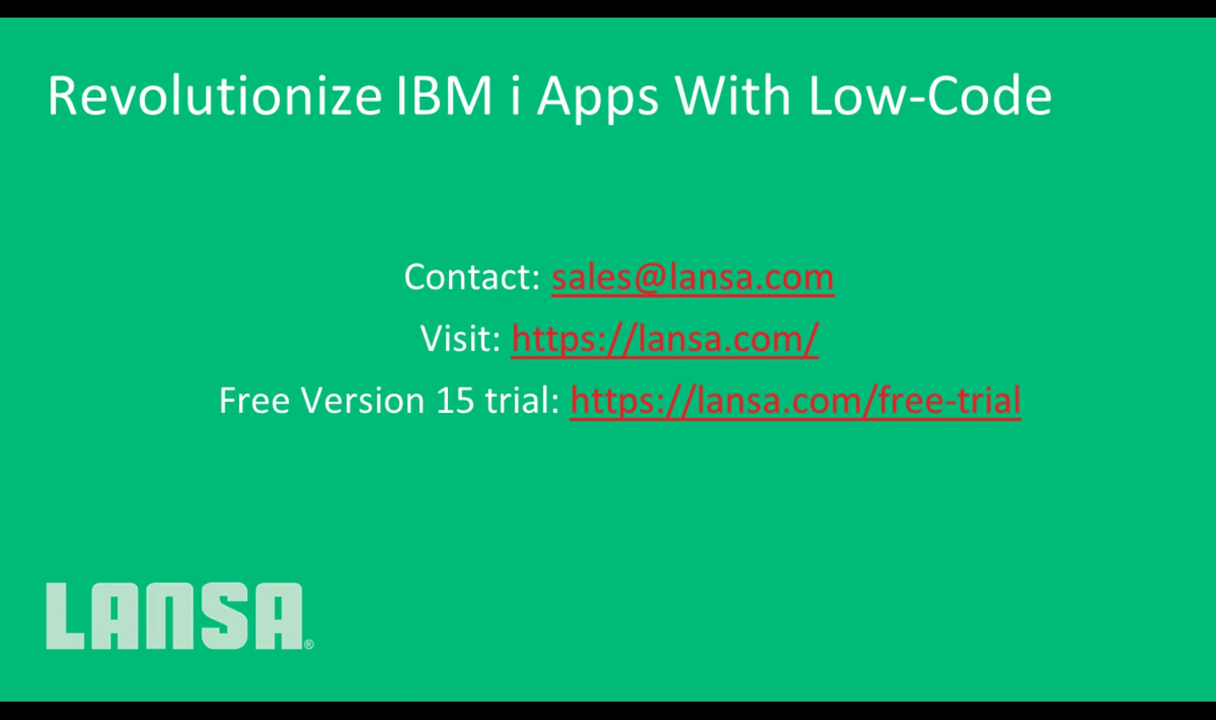 Revolutionize IBM i Apps With Low-Code
Contact: sales@lansa.com
Visit: https://lansa.com/
Free Version 15 trial: https://lansa.com/free-trial
LANSA®